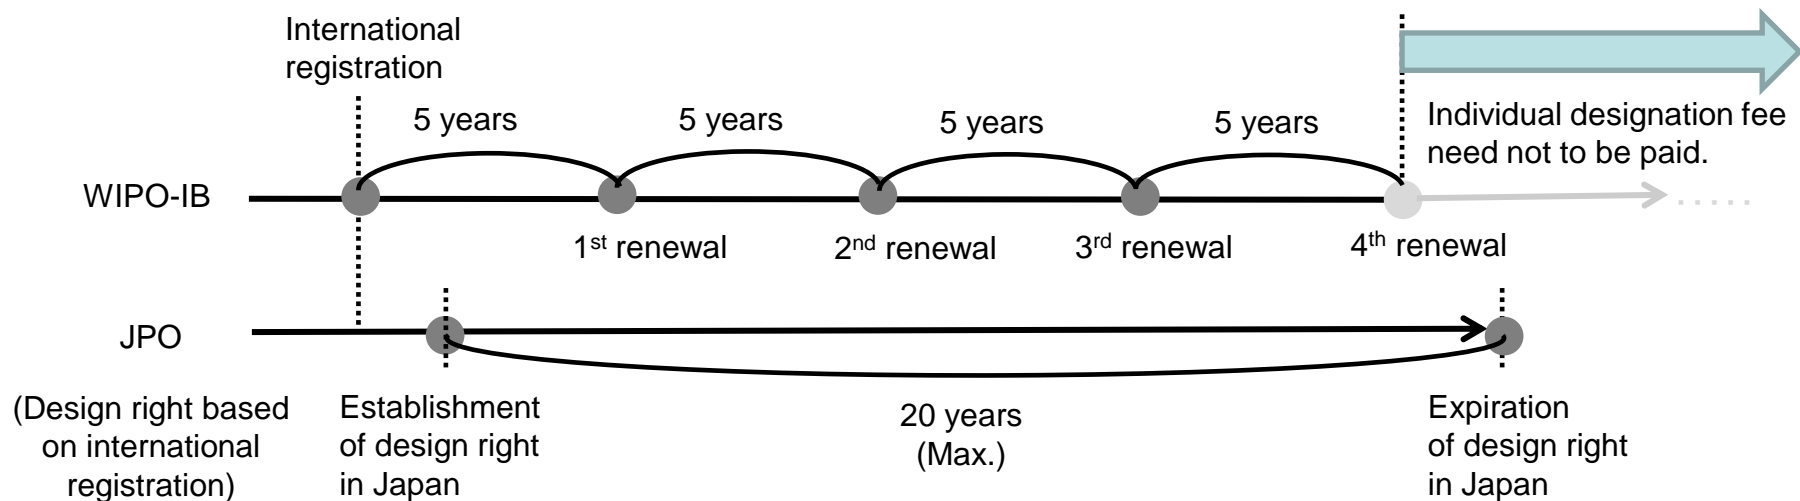 International
registration
5 years
5 years
5 years
5 years
Individual designation fee
need not to be paid.
WIPO-IB
1st renewal
2nd renewal
3rd renewal
4th renewal
JPO
(Design right based
on international
registration)
Establishment
of design right
in Japan
20 years
(Max.)
Expiration
of design right
in Japan